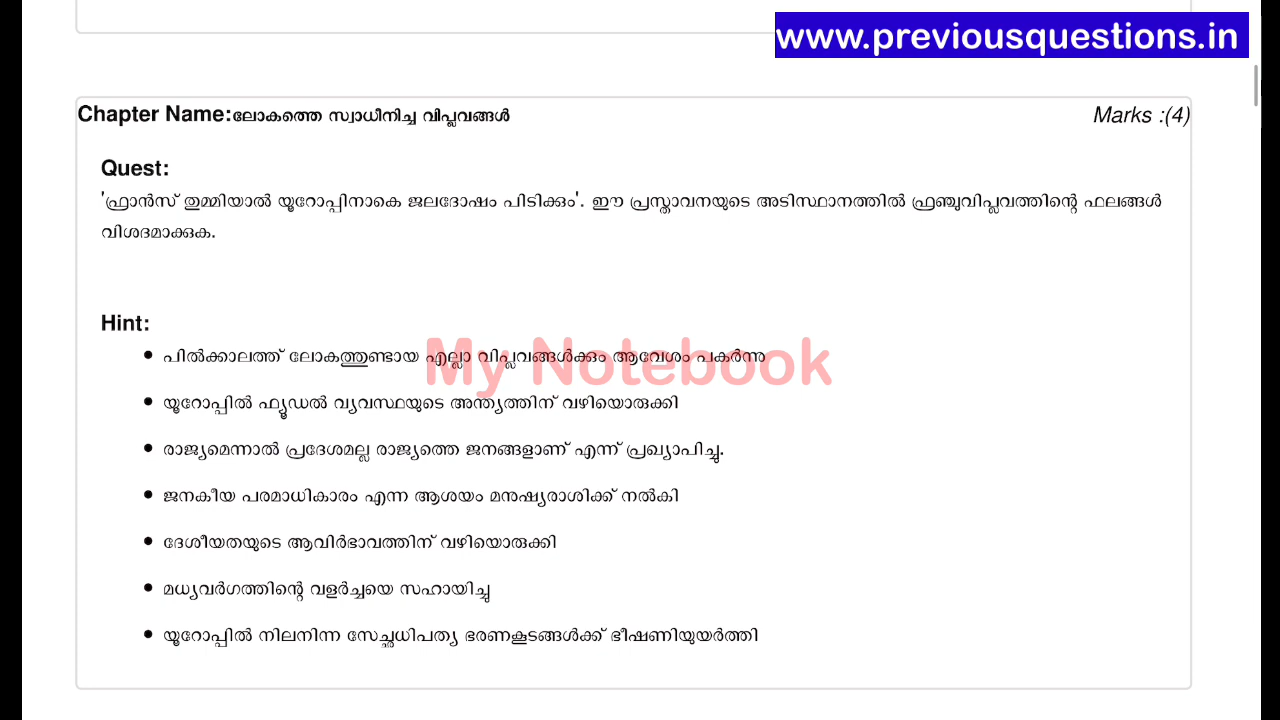 www.previousquestions.in
Chapter Name:ലോകത്തെ സ്വാധീനിച്ച വിപ്ലവങ്ങൾ Marks :(4)
Quest:
'ഫ്രാൻസ് തുമ്മിയാൽ യൂറോപ്പിനാകെ ജലദോഷം പിടിക്കും'. ഈ പ്രസ്താവനയുടെ അടിസ്ഥാനത്തിൽ ഫ്രഞ്ചുവിപ്ലവത്തിന്റെ ഫലങ്ങൾ
വിശദമാക്കുക.
Hint:
• പിൽക്കാലത്ത് ലോകത്തുണ്ടായ എല്ലാ വിപ്ലവങ്ങൾക്കും ആവേശം പകർന്നു
My Notebook
• യൂറോപ്പിൽ ഫ്യൂഡൽ വ്യവസ്ഥയുടെ അന്ത്യത്തിന് വഴിയൊരുക്കി
• രാജ്യമെന്നാൽ പ്രദേശമല്ല രാജ്യത്തെ ജനങ്ങളാണ് എന്ന് പ്രഖ്യാപിച്ചു.
• ജനകീയ പരമാധികാരം എന്ന ആശയം മനുഷ്യരാശിക്ക് നൽകി
• ദേശീയതയുടെ ആവിർഭാവത്തിന് വഴിയൊരുക്കി
• മധ്യവർഗത്തിന്റെ വളർച്ചയെ സഹായിച്ചു
• യൂറോപ്പിൽ നിലനിന്ന സേച്ഛധിപത്യ ഭരണകൂടങ്ങൾക്ക് ഭീഷണിയുയർത്തി